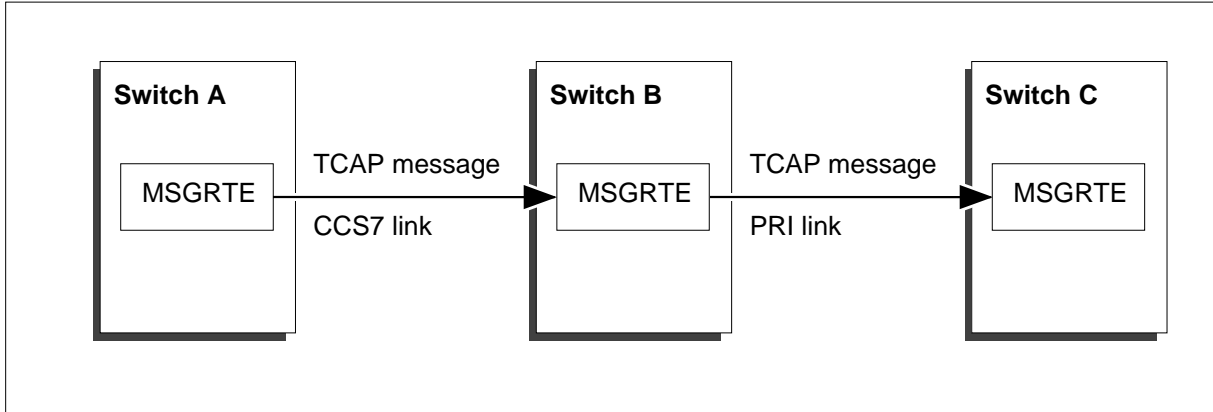 Switch A
Switch B
Switch C
TCAP message
TCAP message
MSGRTE
MSGRTE
MSGRTE
CCS7 link
PRI link